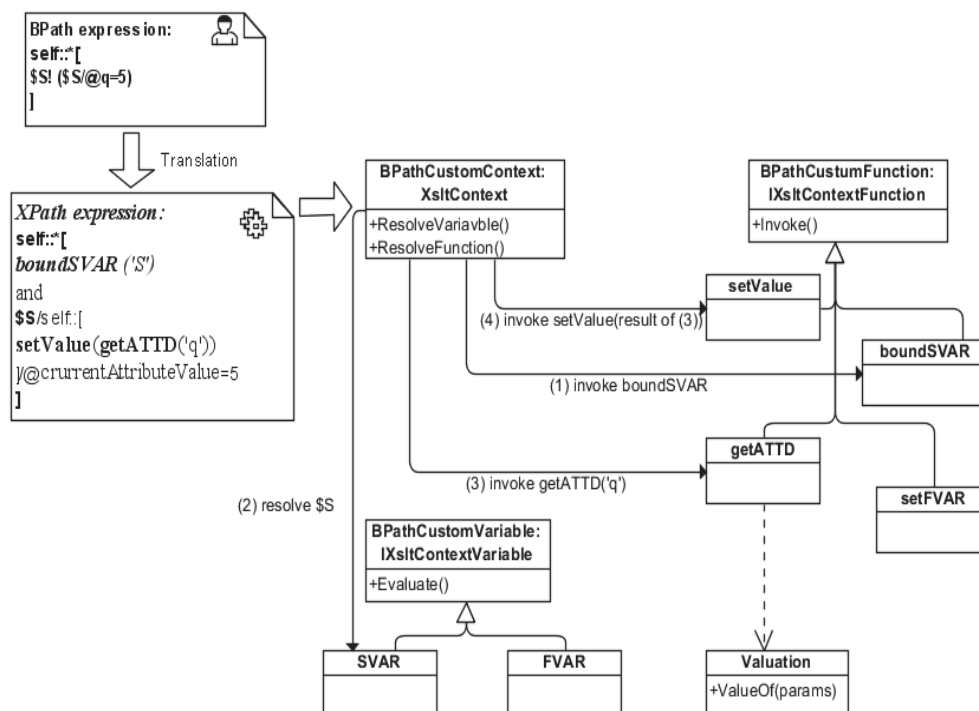 BPath expression:
self::*[
$S! ($S/@q=5)
]
Translation
XPath expression:
self::*[
boundSVAR ('S')
and
$S/self::[
setValue(getATTD('q'))
]/@crurrentAttributeValue=5
]
BPathCustomContext:
XsltContext
+ResolveVariavble()
+ResolveFunction()
BPathCustumFunction:
IXsltContextFunction
+Invoke()
setValue
(4) invoke setValue(result of (3))
boundSVAR
(1) invoke boundSVAR
getATTD
(3) invoke getATTD('q')
setFVAR
(2) resolve $S
BPathCustomVariable:
IXsltContextVariable
+Evaluate()
SVAR
FVAR
Valuation
+ValueOf(params)